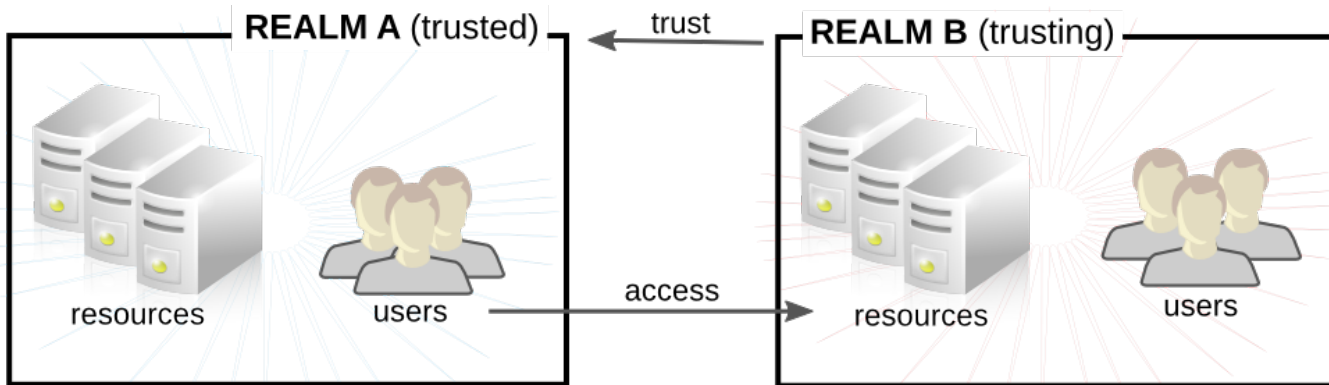 REALM A (trusted)
trust
REALM B (trusting)
resources
users
access
resources
users